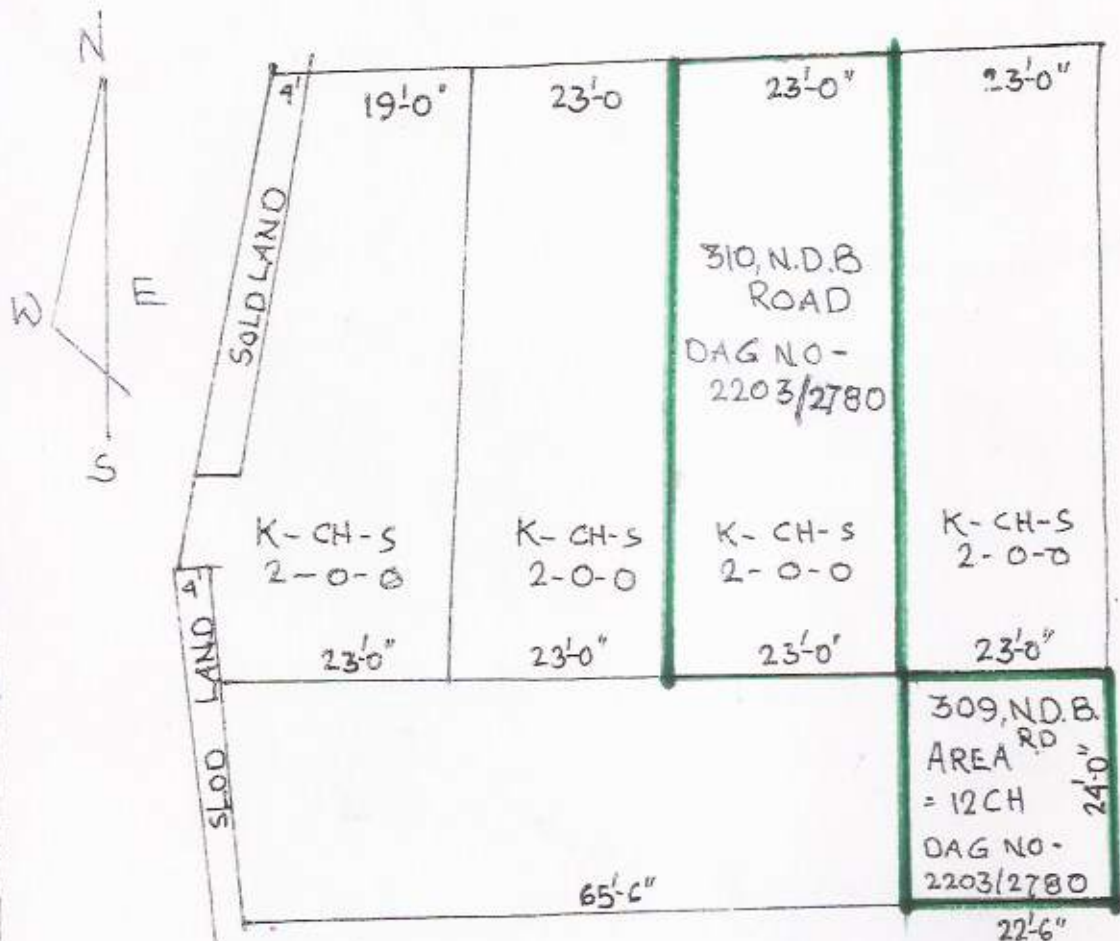 N
W
E
S
4'
19'-0"
23'-0
23'-0"
23'-0"
SOLD LAND
310, N.D.B
ROAD
DAG NO-
2203/2780
K-CH-S
2-0-0
K-CH-S
2-0-0
K-CH-S
2-0-0
K-CH-S
2-0-0
4'
SLOD LAND
23'-0"
23'-0"
23'-0"
23'-0"
309, N.D.B.
RD
AREA
= 12 CH
DAG NO-
2203/2780
24'-0"
65'-6"
22'-6"